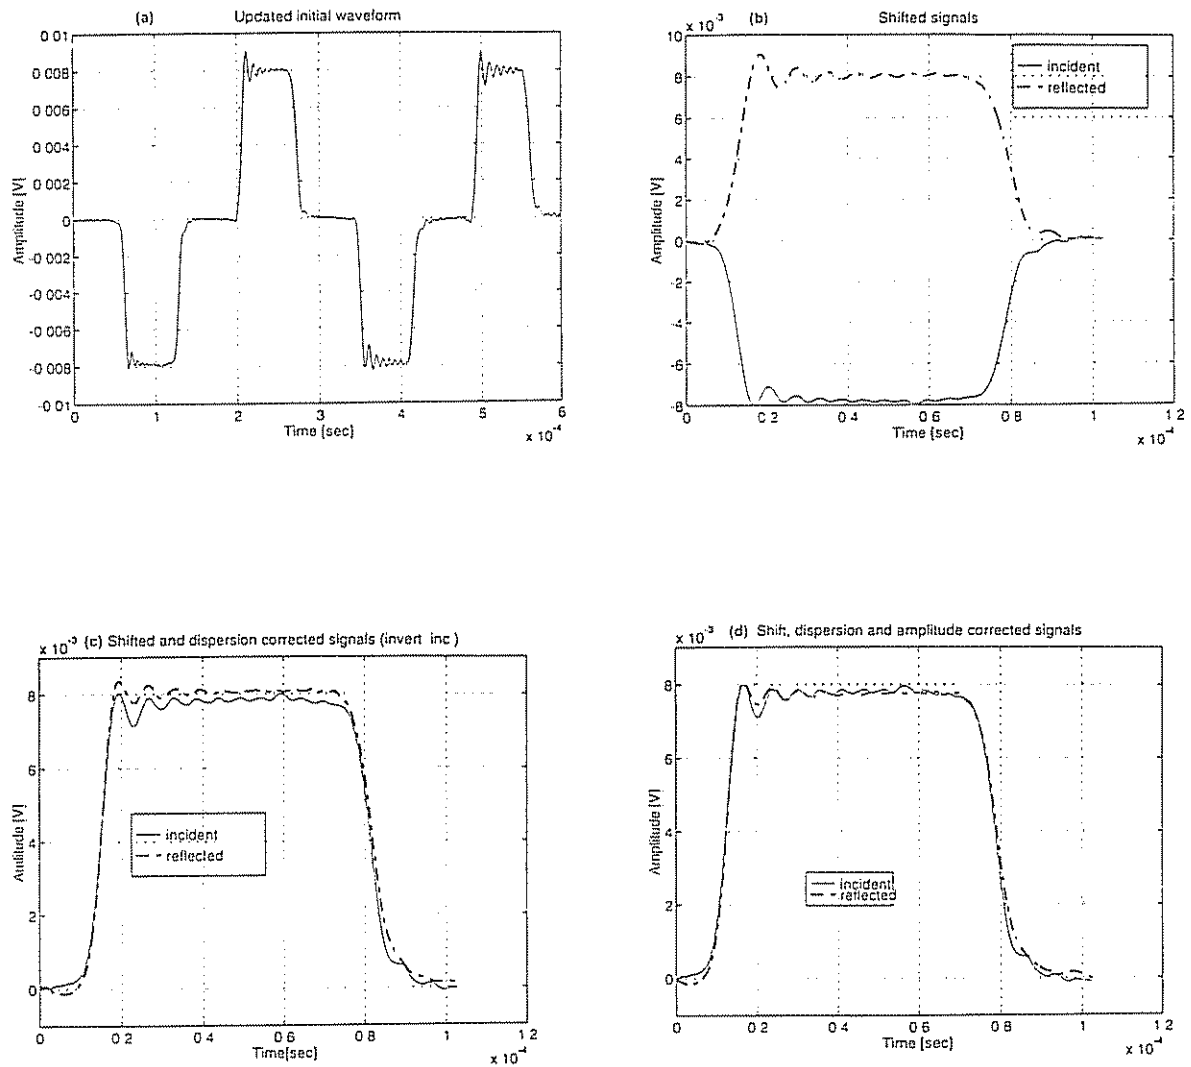 (a) Updated initial waveform
0 01
0 008
0 006
0 004
0 002
0
-0 002
-0 004
-0 006
-0 008
-0 01
Amplitude [V]
0 1 2 3 4 5 6
Time [sec]
x 10⁻⁴
x 10⁻³ (b) Shifted signals
incident
reflected
10
8
6
4
2
0
-2
-4
-6
-8
Amplitude [V]
0 0 2 0 4 0 6 0 8 1 1 2
Time [sec]
x 10⁻⁴
x 10⁻³ (c) Shifted and dispersion corrected signals (invert inc )
8
6
4
2
0
Amltitude [V]
incident
reflected
0 0 2 0 4 0 6 0 8 1 1 2
Time[sec]
x 10⁻⁴
x 10⁻³ (d) Shift, dispersion and amplitude corrected signals
8
6
4
2
0
Amplitude [V]
incident
reflected
0 0 2 0 4 0 6 0 8 1 1 2
Time [sec]
x 10⁻⁴